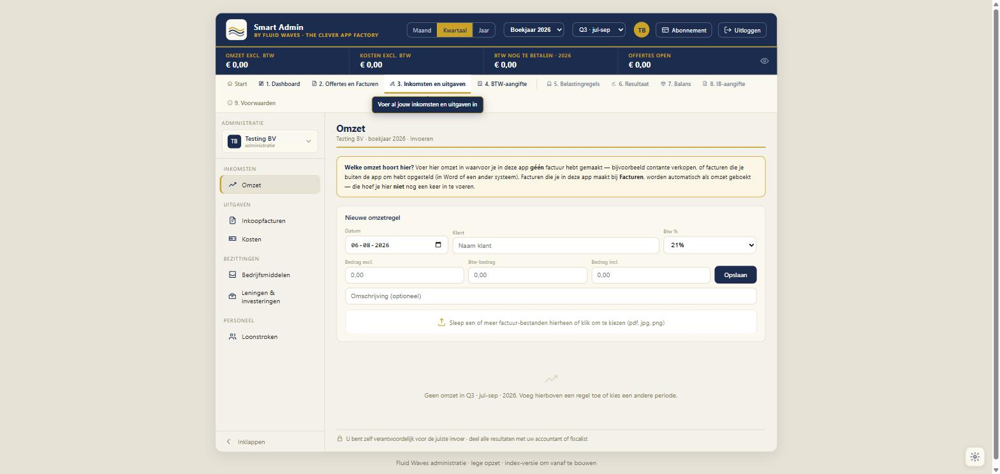 Smart Admin
BY FLUID WAVES · THE CLEVER APP FACTORY
Maand Kwartaal Jaar
Boekjaar 2026
Q3 · jul-sep
TB
Abonnement
Uitloggen
OMZET EXCL. BTW
€ 0,00
KOSTEN EXCL. BTW
€ 0,00
BTW NOG TE BETALEN · 2026
€ 0,00
OFFERTES OPEN
€ 0,00
Start
1. Dashboard
2. Offertes en Facturen
3. Inkomsten en uitgaven
4. BTW-aangifte
5. Belastingregels
6. Resultaat
7. Balans
8. IB-aangifte
9. Voorwaarden
Voer al jouw inkomsten en uitgaven in
ADMINISTRATIE
TB
Testing BV
administratie
INKOMSTEN
Omzet
UITGAVEN
Inkoopfacturen
Kosten
BEZITTINGEN
Bedrijfsmiddelen
Leningen &
investeringen
PERSONEEL
Loonstroken
Inklappen
Omzet
Testing BV · boekjaar 2026 · Invoeren
Welke omzet hoort hier? Voer hier omzet in waarvoor je in deze app géén factuur hebt gemaakt — bijvoorbeeld contante verkopen, of facturen die je
buiten de app om hebt opgesteld (in Word of een ander systeem). Facturen die je in deze app maakt bij Facturen, worden automatisch als omzet geboekt
— die hoef je hier niet nog een keer in te voeren.
Nieuwe omzetregel
Datum
06-08-2026
Klant
Naam klant
Btw %
21%
Bedrag excl.
0,00
Btw-bedrag
0,00
Bedrag incl.
0,00
Opslaan
Omschrijving (optioneel)
Sleep een of meer factuur-bestanden hierheen of klik om te kiezen (pdf, jpg, png)
Geen omzet in Q3 · jul-sep · 2026. Voeg hierboven een regel toe of kies een andere periode.
U bent zelf verantwoordelijk voor de juiste invoer · deel alle resultaten met uw accountant of fiscalist
Fluid Waves administratie · lege opzet · index-versie om vanaf te bouwen